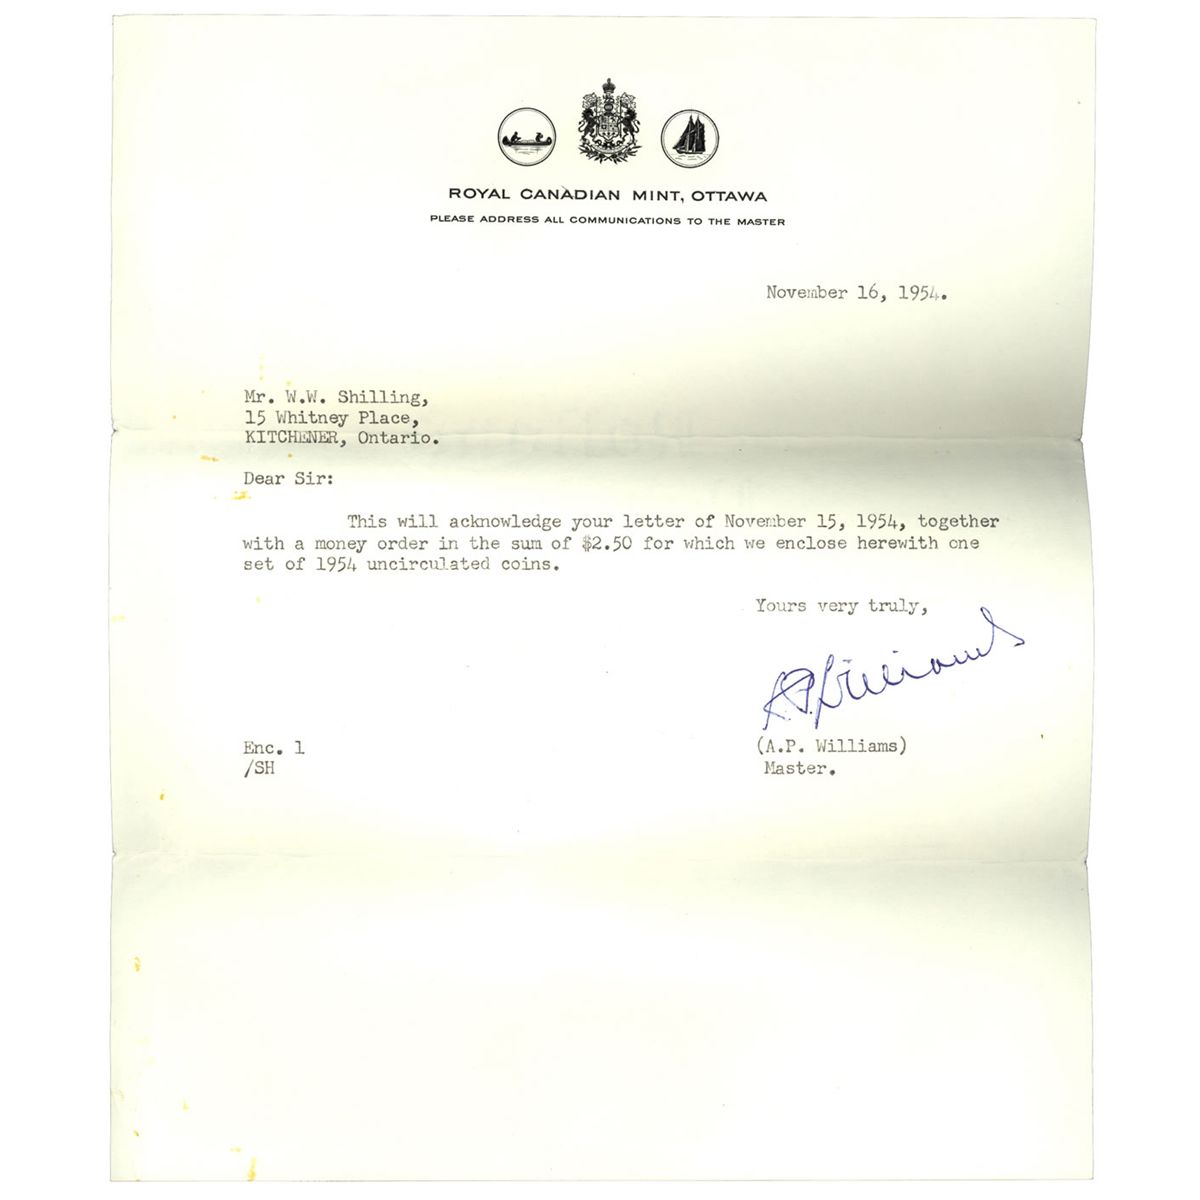 ROYAL CANADIAN MINT, OTTAWA
PLEASE ADDRESS ALL COMMUNICATIONS TO THE MASTER
November 16, 1954.
Mr. W.W. Shilling,
15 Whitney Place,
KITCHENER, Ontario.
Dear Sir:
This will acknowledge your letter of November 15, 1954, together
with a money order in the sum of $2.50 for which we enclose herewith one
set of 1954 uncirculated coins.
Yours very truly,
A.P. Williams
Enc. 1
/SH
(A.P. Williams)
Master.